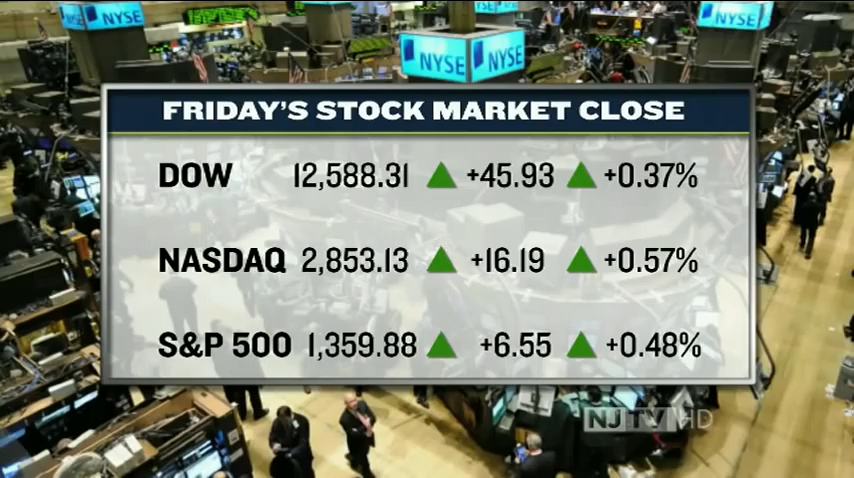 NYSE
NYSE NYSE
NYSE
FRIDAY'S STOCK MARKET CLOSE
DOW 12,588.31 +45.93 +0.37%
NASDAQ 2,853.13 +16.19 +0.57%
S&P 500 1,359.88 +6.55 +0.48%
NJTV HD